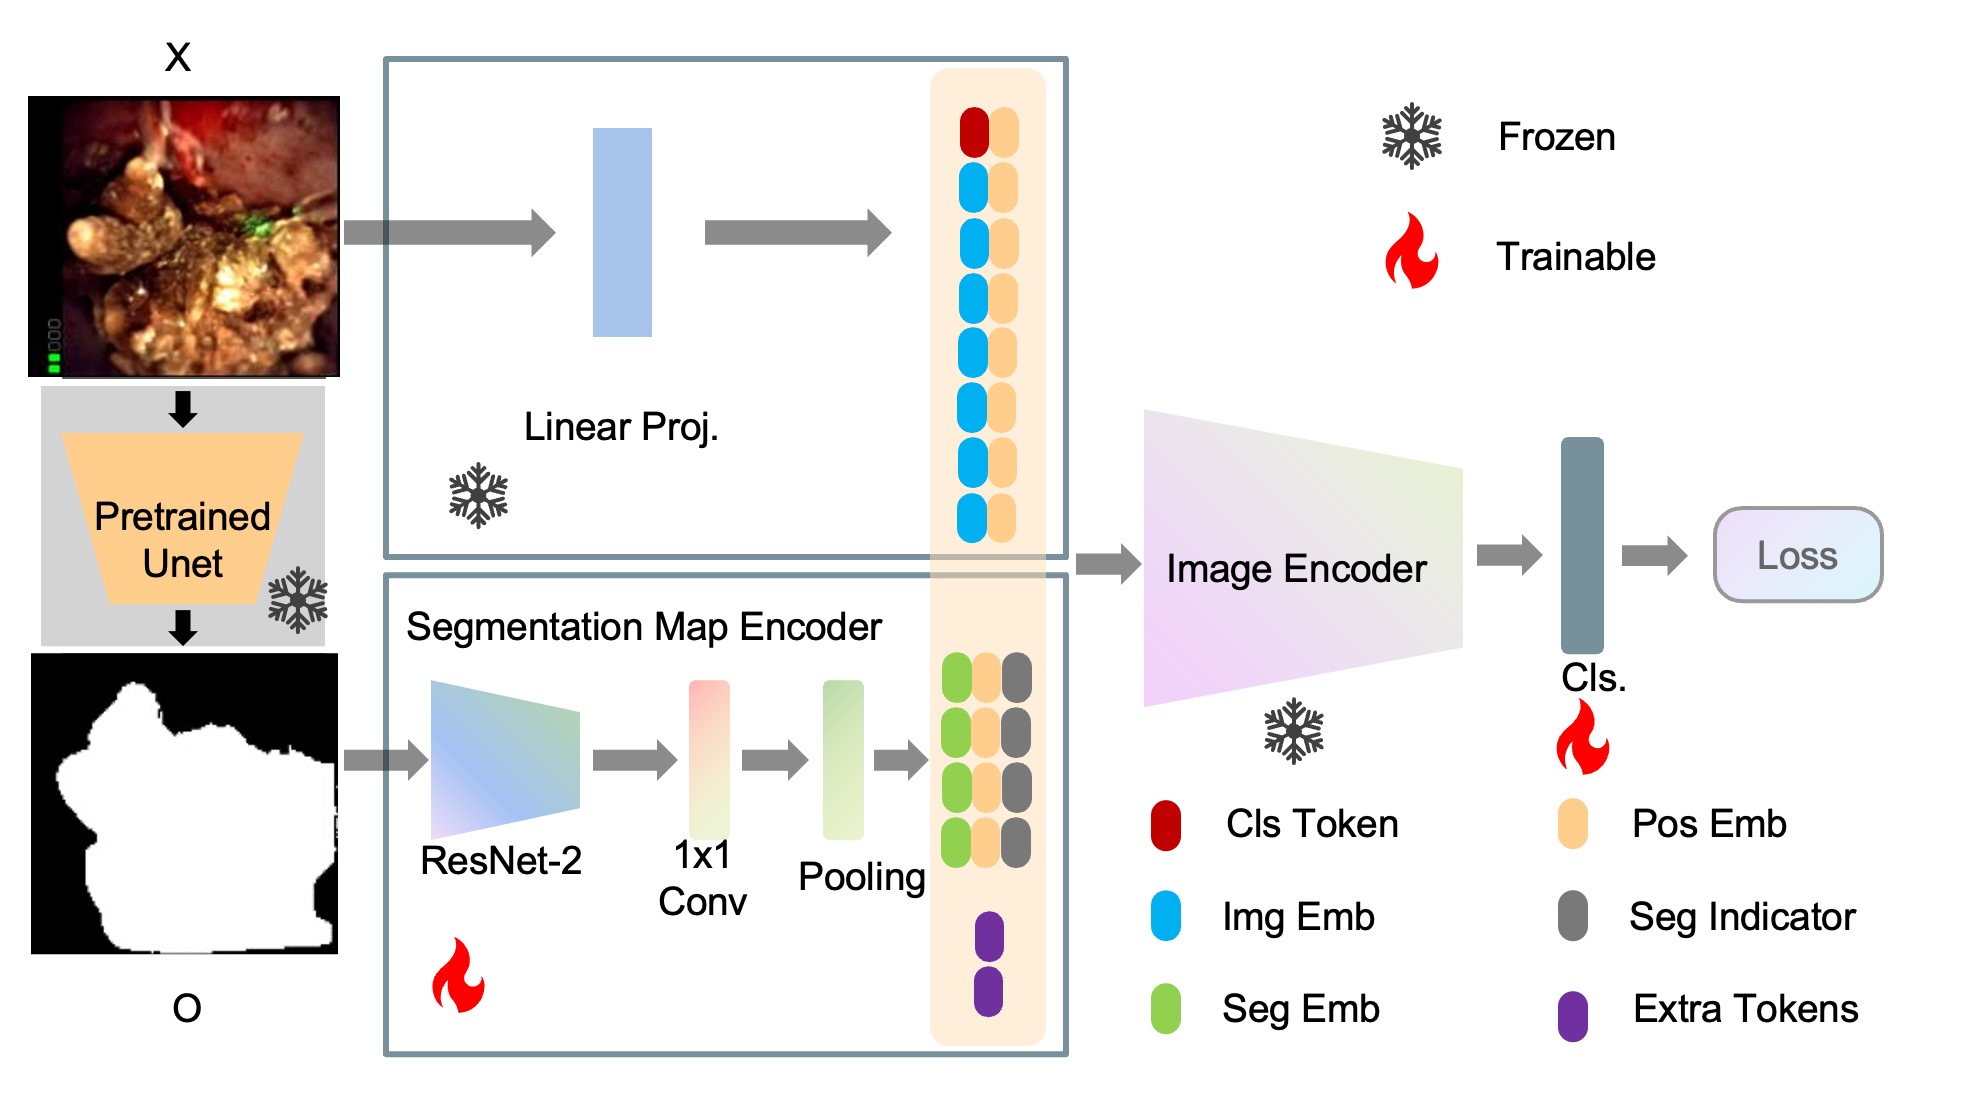 X
Pretrained
Unet
O
Linear Proj.
Segmentation Map Encoder
ResNet-2
1x1
Conv
Pooling
Image Encoder
Cls.
Loss
Frozen
Trainable
Cls Token
Pos Emb
Img Emb
Seg Indicator
Seg Emb
Extra Tokens